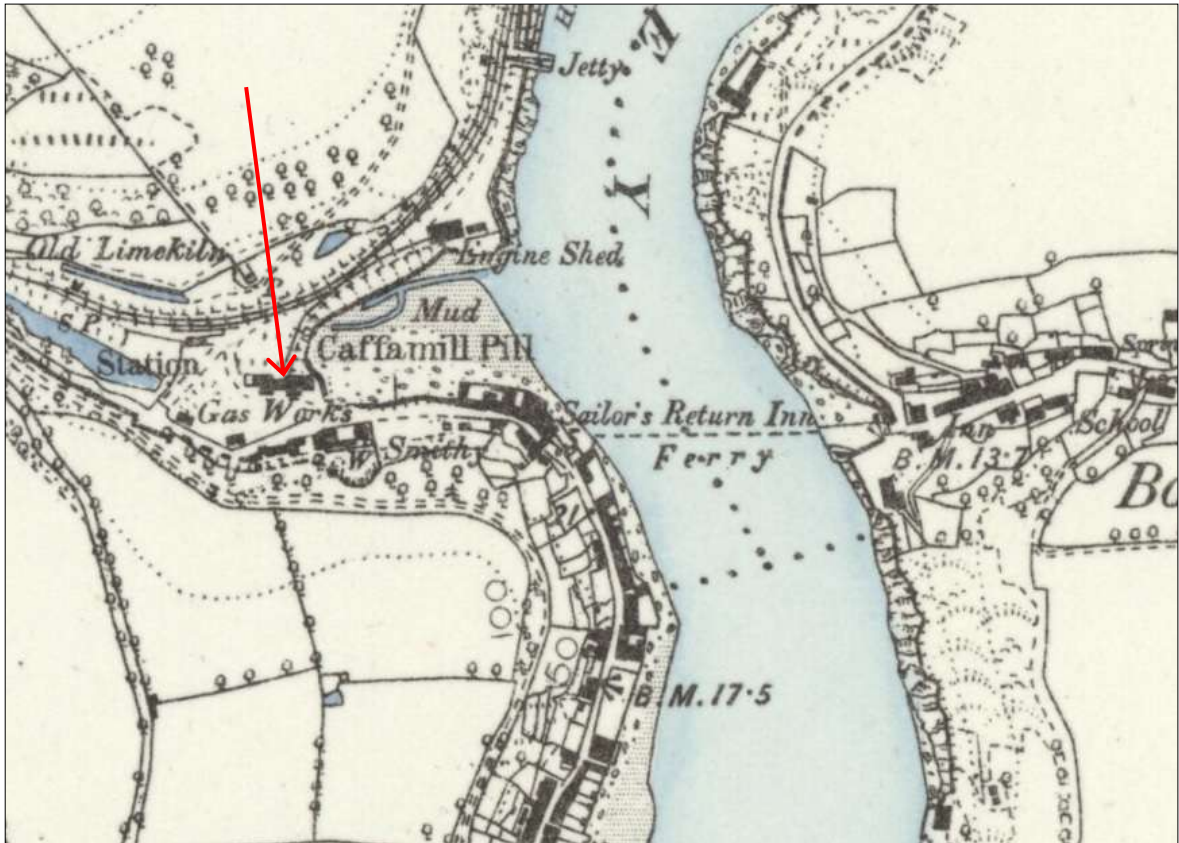 Jetty
E
Y
Old Limekiln
Engine Shed
Mud
S.P.
Station
Caffamill Pill
Gas Works
Sailor's Return Inn
Smithy
W
Ferry
Inn
School
B.M. 13·7
Bo
100
50
B.M. 17·5